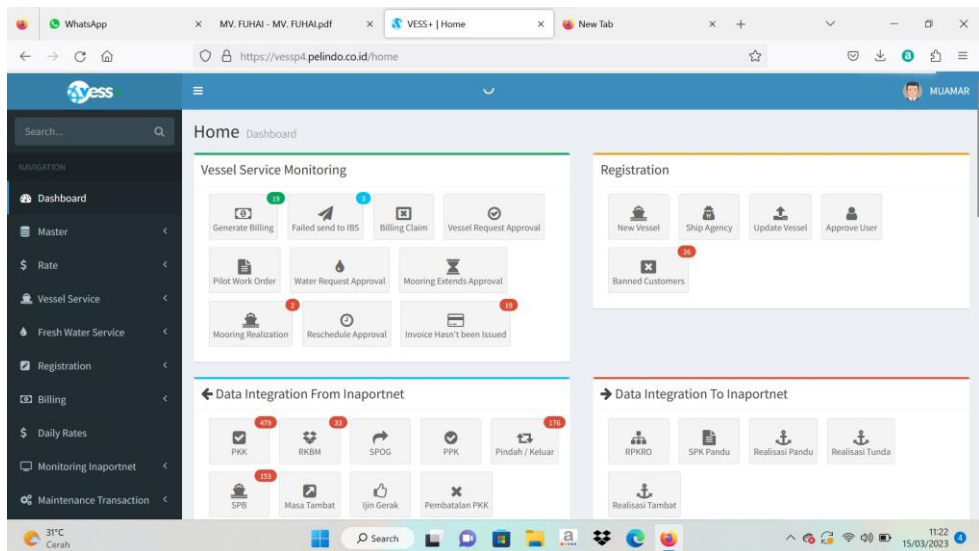 WhatsApp
MV. FUHAI - MV. FUHAI.pdf
VESS+ | Home
New Tab
https://vessp4.pelindo.co.id/home
vess
MUAMAR
Search...
Home Dashboard
NAVIGATION
Dashboard
Master
Rate
Vessel Service
Fresh Water Service
Registration
Billing
Daily Rates
Monitoring Inaportnet
Maintenance Transaction
Vessel Service Monitoring
19
3
Generate Billing
Failed send to IBS
Billing Claim
Vessel Request Approval
Pilot Work Order
Water Request Approval
Mooring Extends Approval
2
19
Mooring Realization
Reschedule Approval
Invoice Hasn't been Issued
Registration
New Vessel
Ship Agency
Update Vessel
Approve User
26
Banned Customers
Data Integration From Inaportnet
479
33
176
PKK
RKBM
SPOG
PPK
Pindah / Keluar
153
SPB
Masa Tambat
Ijin Gerak
Pembatalan PKK
Data Integration To Inaportnet
RPKRO
SPK Pandu
Realisasi Pandu
Realisasi Tunda
Realisasi Tambat
31°C
Cerah
Search
11:22
15/03/2023
4